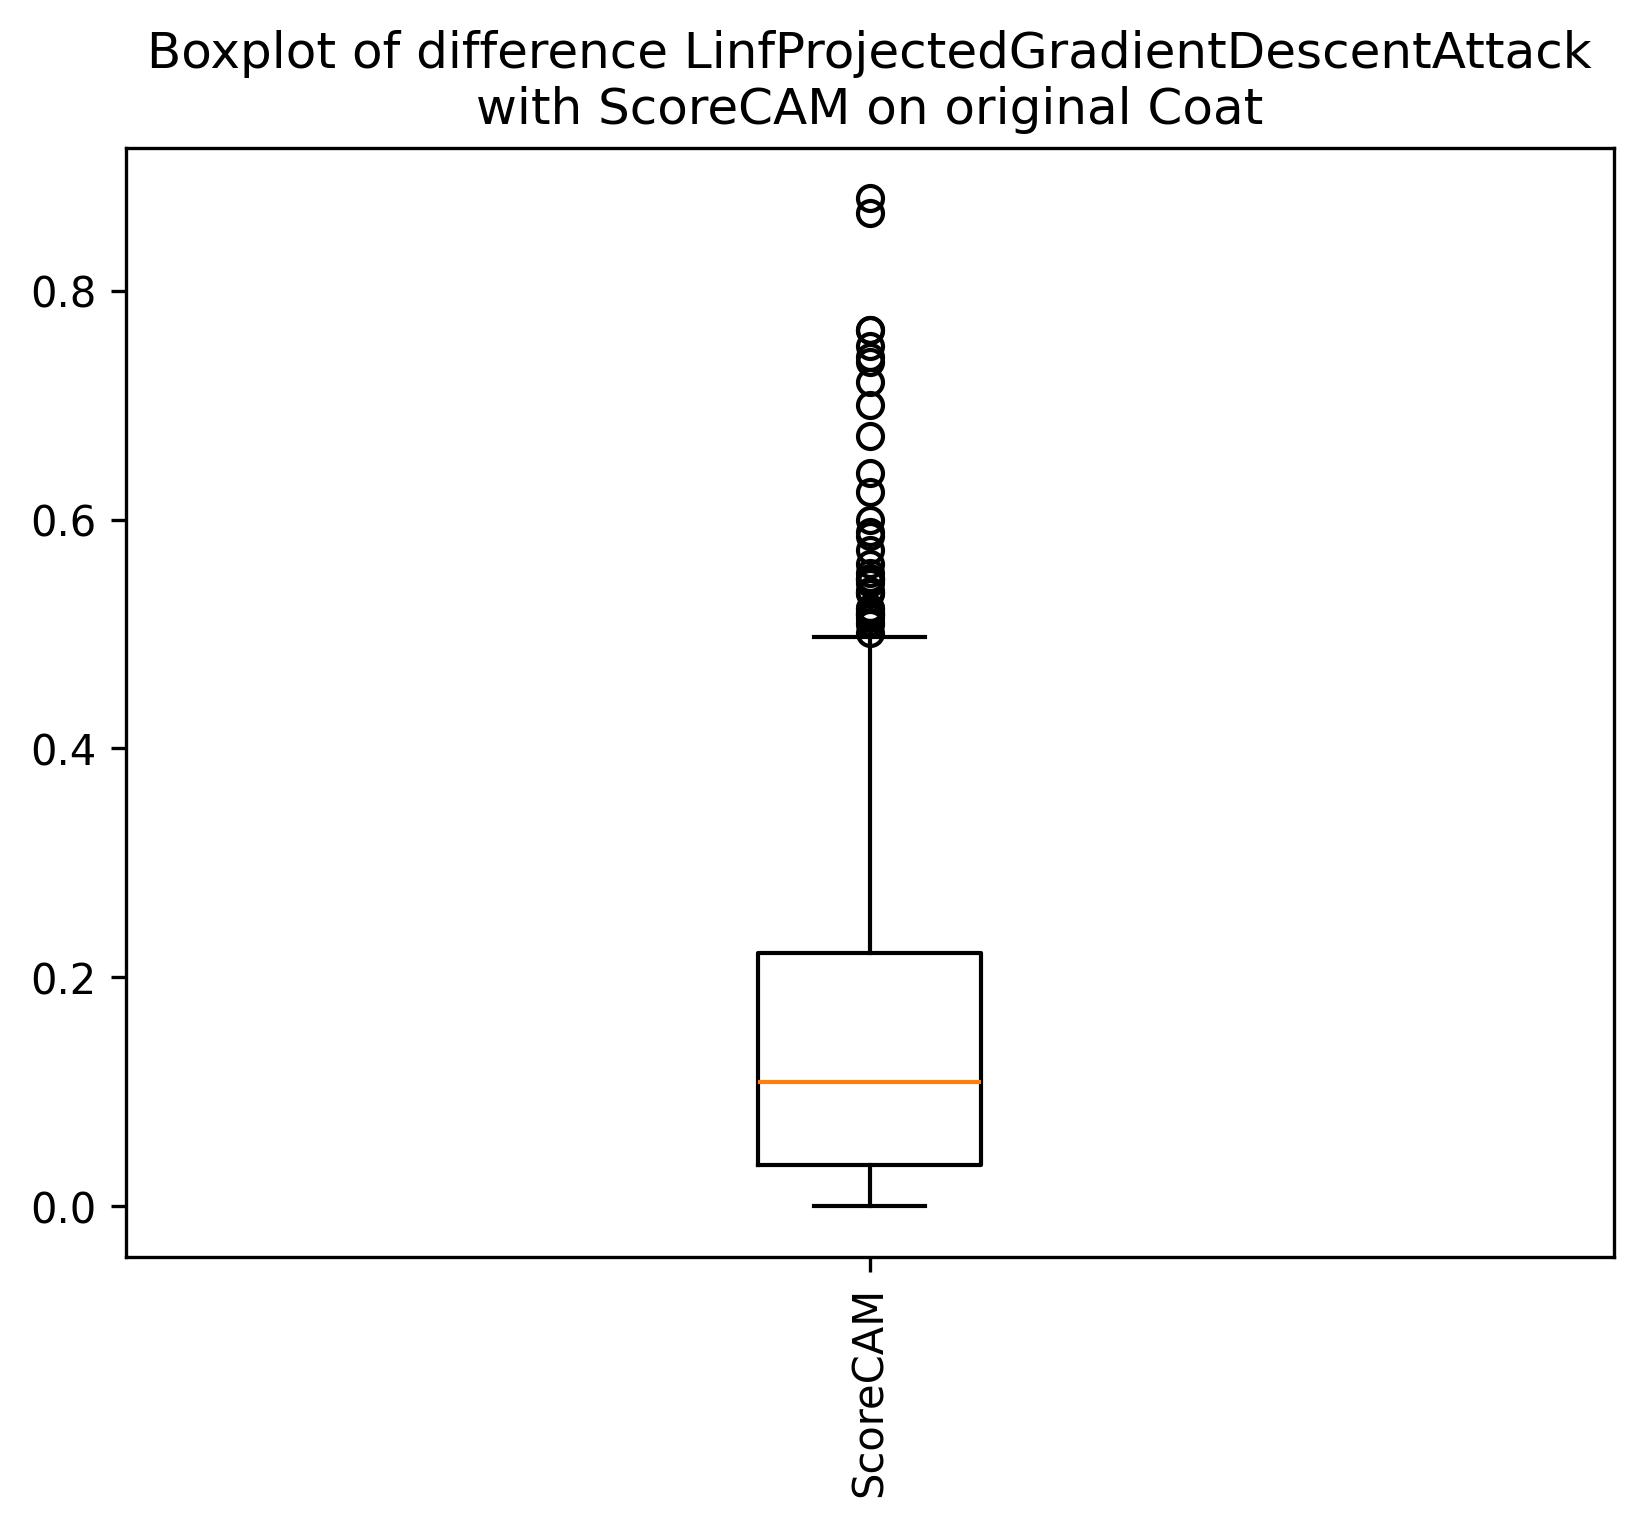 Boxplot of difference LinfProjectedGradientDescentAttack
with ScoreCAM on original Coat
0.8
0.6
0.4
0.2
0.0
ScoreCAM